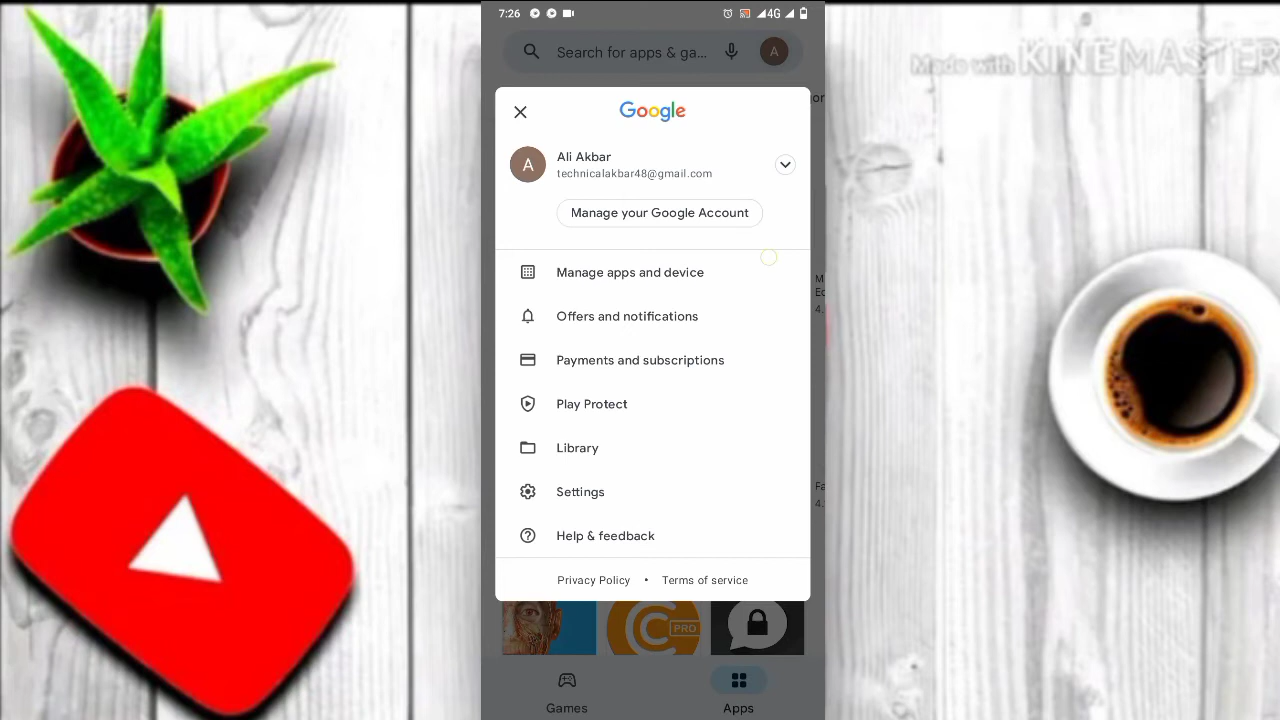 7:26
4G
Search for apps & ga...
A
Made with KINEMASTER
Google
A
Ali Akbar
technicalakbar48@gmail.com
Manage your Google Account
Manage apps and device
Offers and notifications
Payments and subscriptions
Play Protect
Library
Settings
Help & feedback
Privacy Policy • Terms of service
PRO
Games
Apps